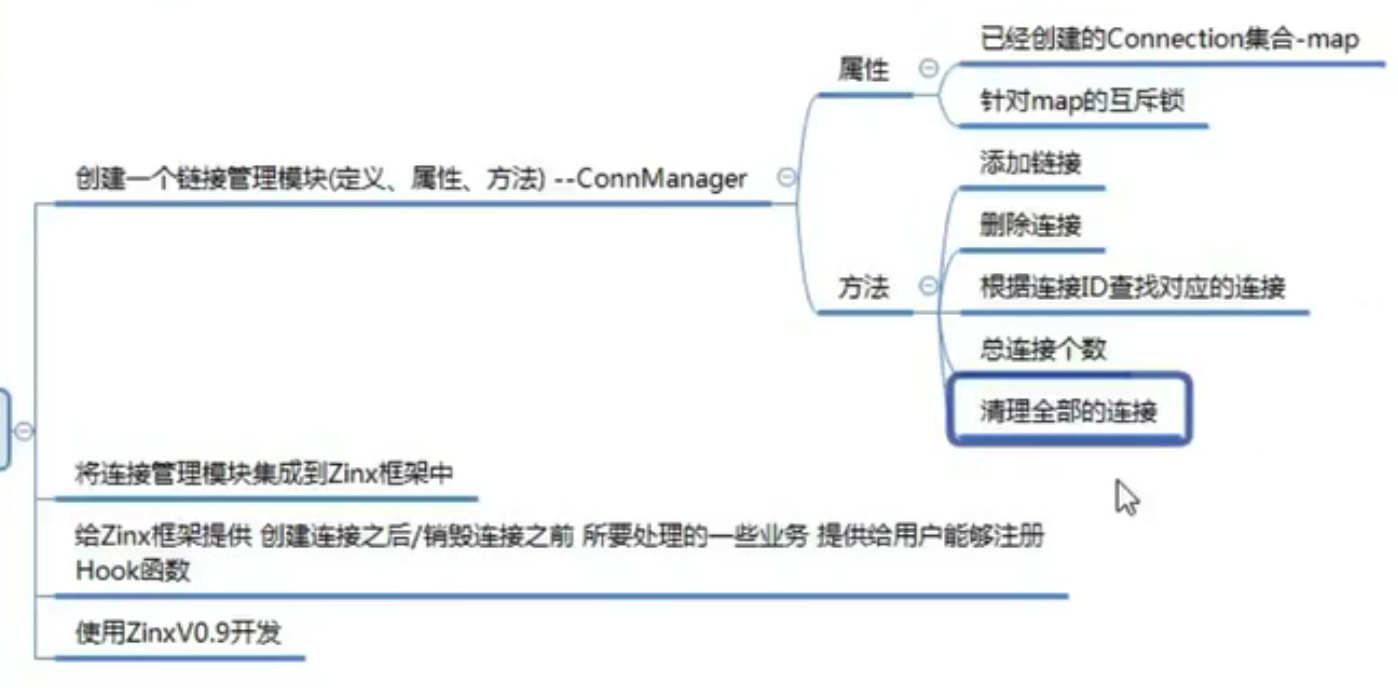 已经创建的Connection集合-map
属性
针对map的互斥锁
创建一个链接管理模块(定义、属性、方法) --ConnManager
添加链接
删除连接
方法
根据连接ID查找对应的连接
总连接个数
清理全部的连接
将连接管理模块集成到Zinx框架中
给Zinx框架提供 创建连接之后/销毁连接之前 所要处理的一些业务 提供给用户能够注册
Hook函数
使用ZinxV0.9开发